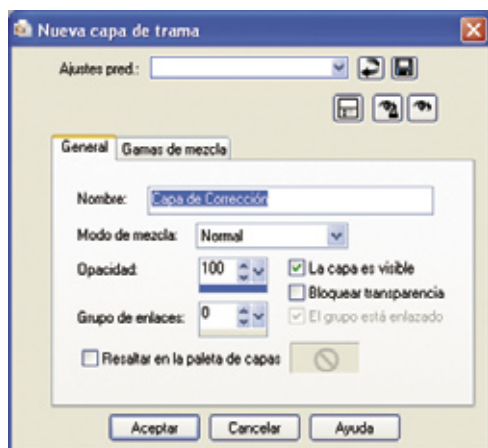 Nueva capa de trama
Ajustes pred.:
General Gamas de mezcla
Nombre: Capa de Corrección
Modo de mezcla: Normal
Opacidad: 100 La capa es visible
Bloquear transparencia
Grupo de enlaces: 0 El grupo está enlazado
Resaltar en la paleta de capas
Aceptar Cancelar Ayuda